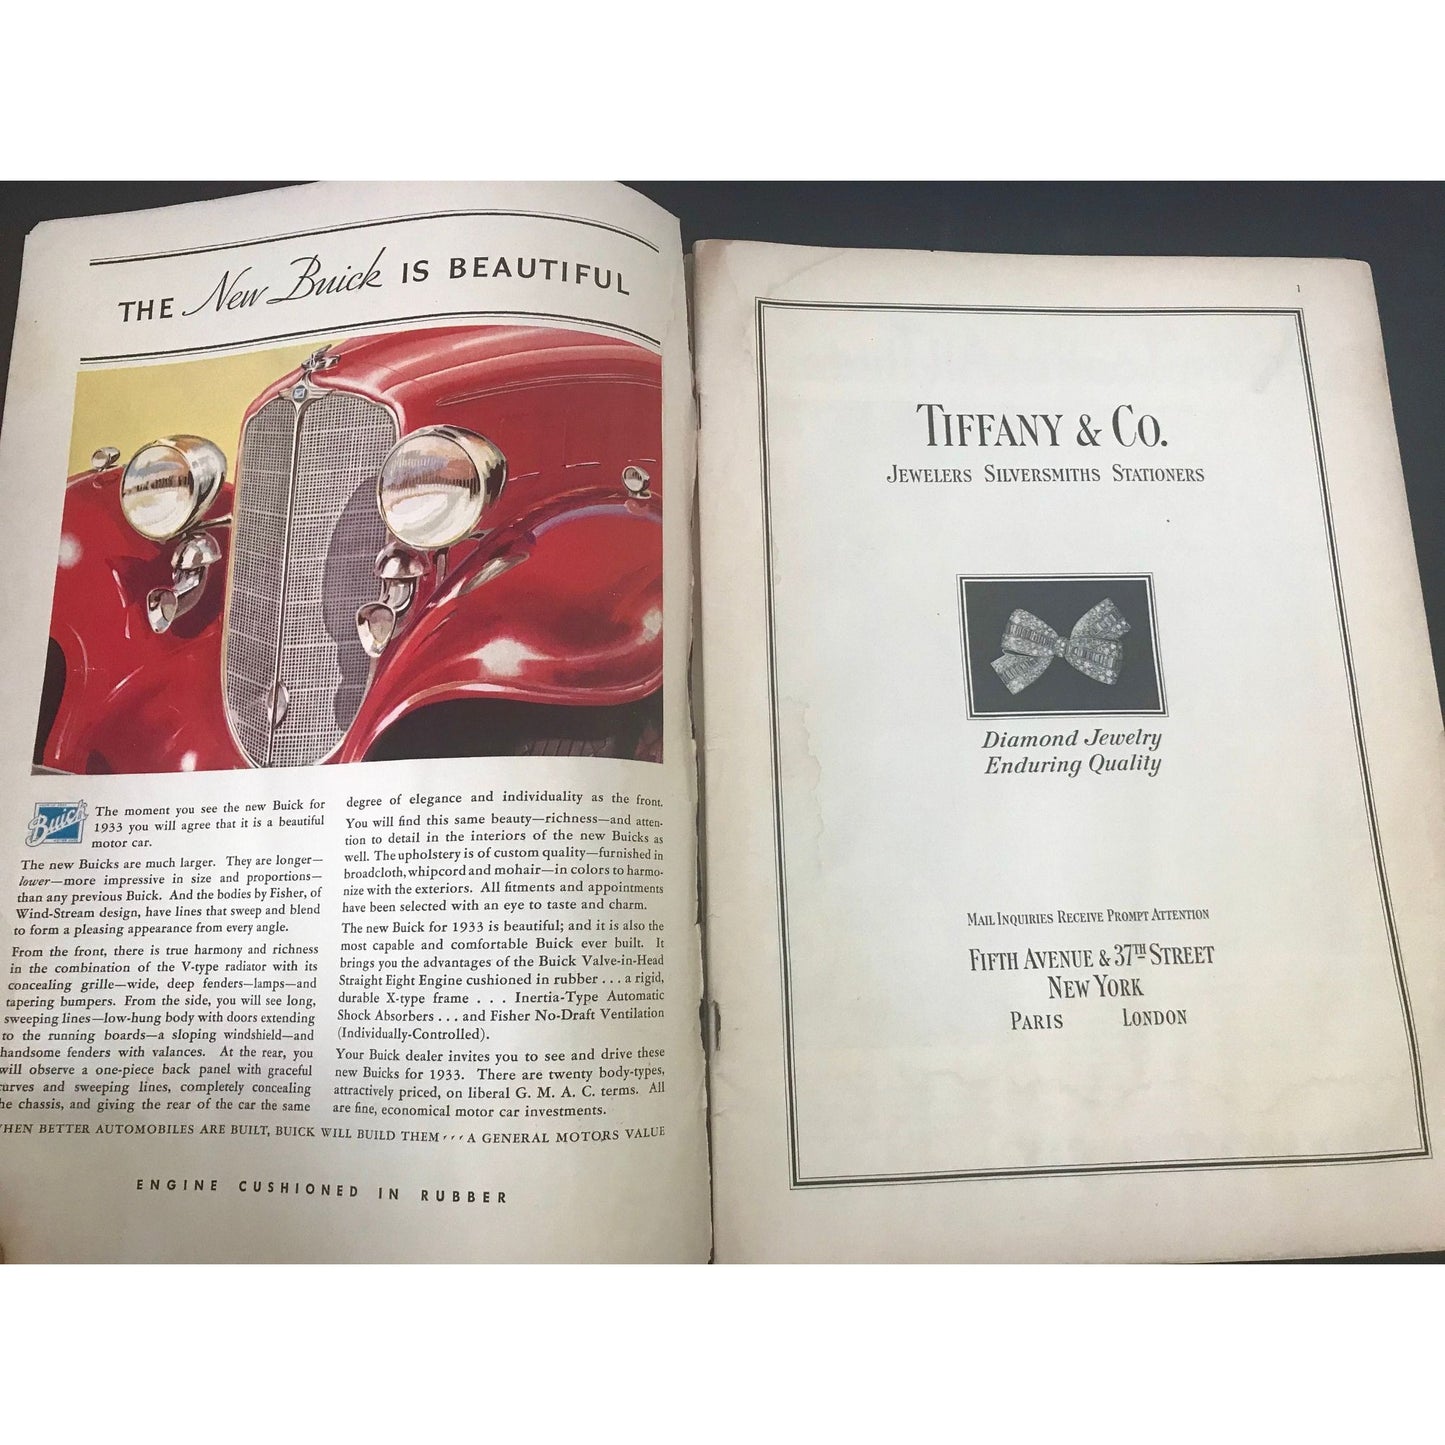 THE New Buick IS BEAUTIFUL
Buick
The moment you see the new Buick for
1933 you will agree that it is a beautiful
motor car.
The new Buicks are much larger. They are longer—
lower—more impressive in size and proportions—
than any previous Buick. And the bodies by Fisher, of
Wind-Stream design, have lines that sweep and blend
to form a pleasing appearance from every angle.
From the front, there is true harmony and richness
in the combination of the V-type radiator with its
concealing grille—wide, deep fenders—lamps—and
tapering bumpers. From the side, you will see long,
sweeping lines—low-hung body with doors extending
to the running boards—a sloping windshield—and
handsome fenders with valances. At the rear, you
will observe a one-piece back panel with graceful
curves and sweeping lines, completely concealing
he chassis, and giving the rear of the car the same
degree of elegance and individuality as the front.
You will find this same beauty—richness—and atten-
tion to detail in the interiors of the new Buicks as
well. The upholstery is of custom quality—furnished in
broadcloth, whipcord and mohair—in colors to harmo-
nize with the exteriors. All fitments and appointments
have been selected with an eye to taste and charm.
The new Buick for 1933 is beautiful; and it is also the
most capable and comfortable Buick ever built. It
brings you the advantages of the Buick Valve-in-Head
Straight Eight Engine cushioned in rubber . . . a rigid,
durable X-type frame . . . Inertia-Type Automatic
Shock Absorbers . . . and Fisher No-Draft Ventilation
(Individually-Controlled).
Your Buick dealer invites you to see and drive these
new Buicks for 1933. There are twenty body-types,
attractively priced, on liberal G. M. A. C. terms. All
are fine, economical motor car investments.
HEN BETTER AUTOMOBILES ARE BUILT, BUICK WILL BUILD THEM , , , A GENERAL MOTORS VALUE
ENGINE CUSHIONED IN RUBBER
1
TIFFANY & CO.
JEWELERS SILVERSMITHS STATIONERS
Diamond Jewelry
Enduring Quality
MAIL INQUIRIES RECEIVE PROMPT ATTENTION
FIFTH AVENUE & 37TH STREET
NEW YORK
PARIS LONDON